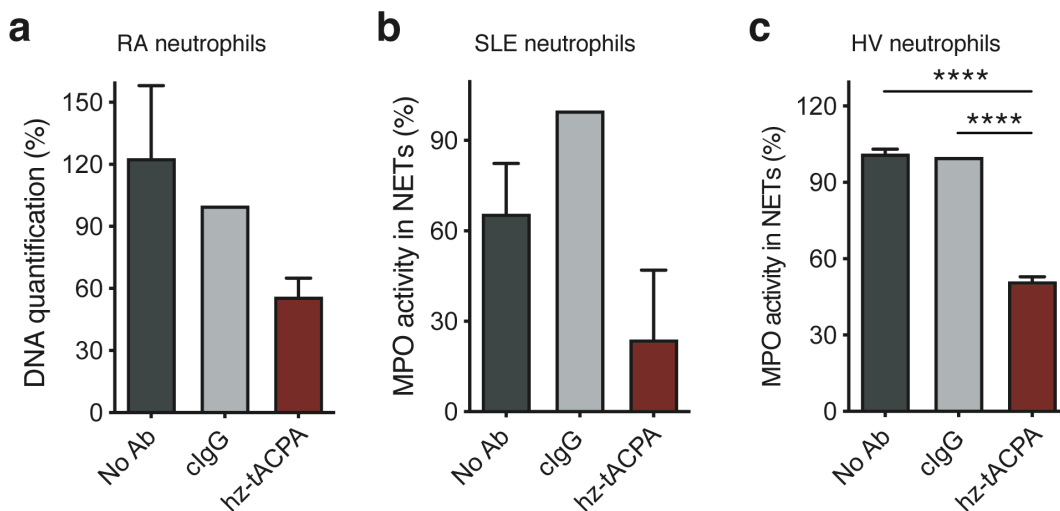 a
RA neutrophils
DNA quantification (%)
150
120
90
60
30
0
No Ab
cIgG
hz-tACPA
b
SLE neutrophils
MPO activity in NETs (%)
90
60
30
0
No Ab
cIgG
hz-tACPA
c
HV neutrophils
MPO activity in NETs (%)
120
90
60
30
0
****
****
No Ab
cIgG
hz-tACPA